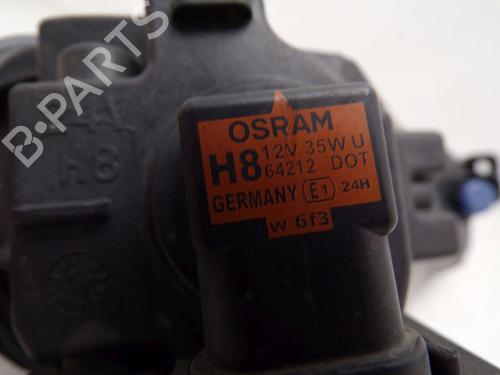 B-PARTS
H8
OSRAM
H8 12V 35W U
64212 DOT
GERMANY E1 24H
w 6f3